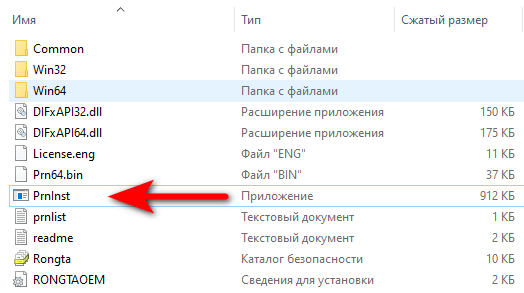 Имя Тип Сжатый размер
Common Папка с файлами
Win32 Папка с файлами
Win64 Папка с файлами
DIFxAPI32.dll Расширение приложения 150 КБ
DIFxAPI64.dll Расширение приложения 175 КБ
License.eng Файл "ENG" 11 КБ
Prn64.bin Файл "BIN" 37 КБ
PrnInst Приложение 912 КБ
prnlist Текстовый документ 1 КБ
readme Текстовый документ 2 КБ
Rongta Каталог безопасности 10 КБ
RONGTAOEM Сведения для установки 2 КБ